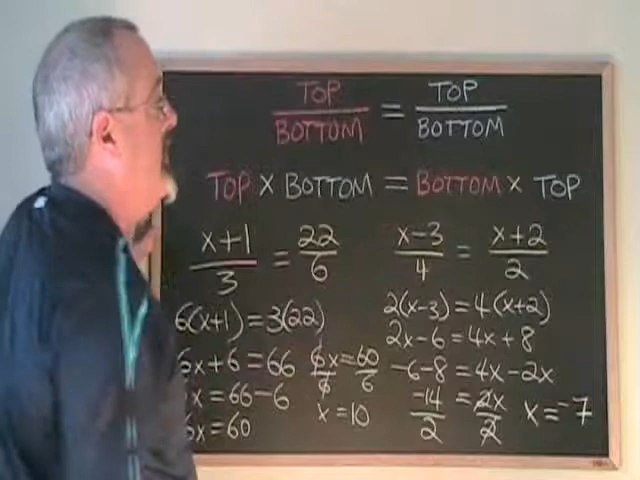 TOP/BOTTOM = TOP/BOTTOM
TOP × BOTTOM = BOTTOM × TOP
x+1/3 = 22/6
6(x+1) = 3(22)
6x+6 = 66
x = 66-6
6x = 60
6x/6 = 60/6
x = 10
x-3/4 = x+2/2
2(x-3) = 4(x+2)
2x-6 = 4x+8
-6-8 = 4x-2x
-14/2 = 2x/2
x = -7